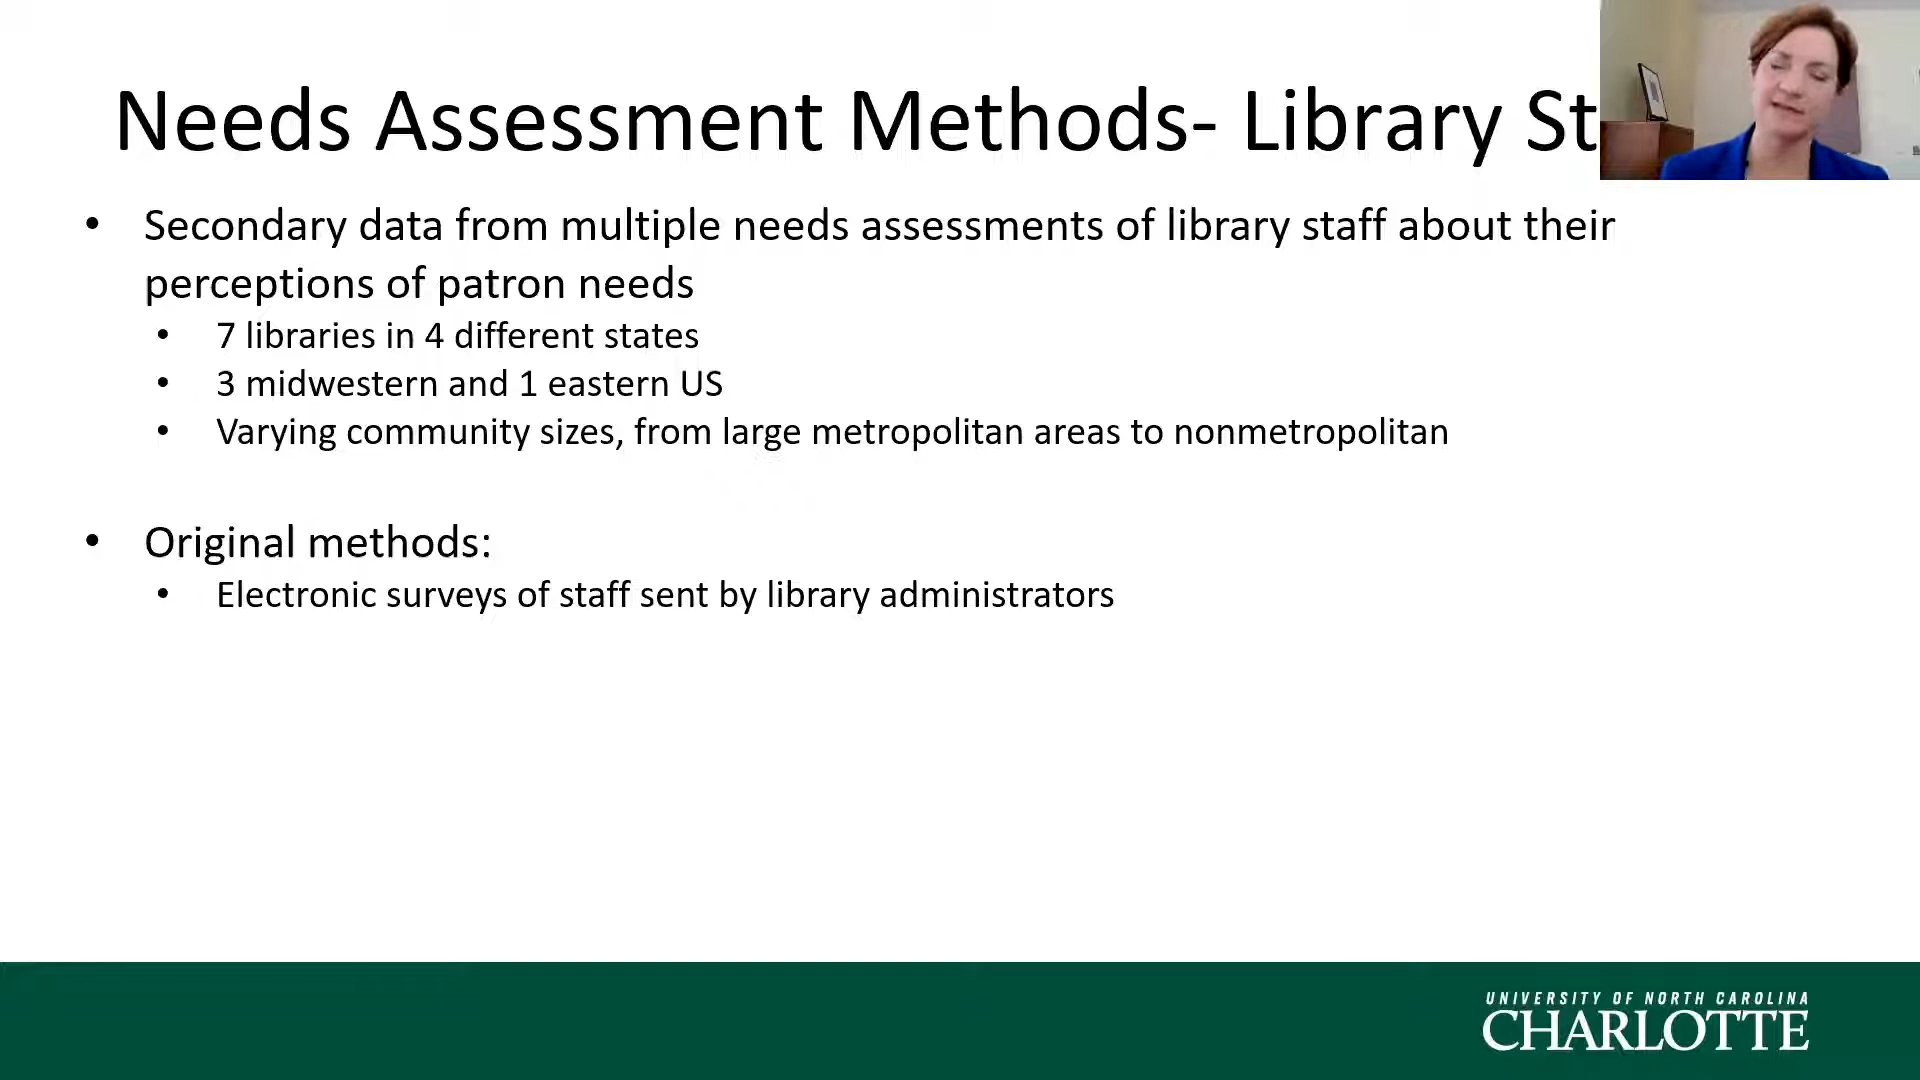 Needs Assessment Methods- Library St
• Secondary data from multiple needs assessments of library staff about their
perceptions of patron needs
• 7 libraries in 4 different states
• 3 midwestern and 1 eastern US
• Varying community sizes, from large metropolitan areas to nonmetropolitan
• Original methods:
• Electronic surveys of staff sent by library administrators
UNIVERSITY OF NORTH CAROLINA
CHARLOTTE